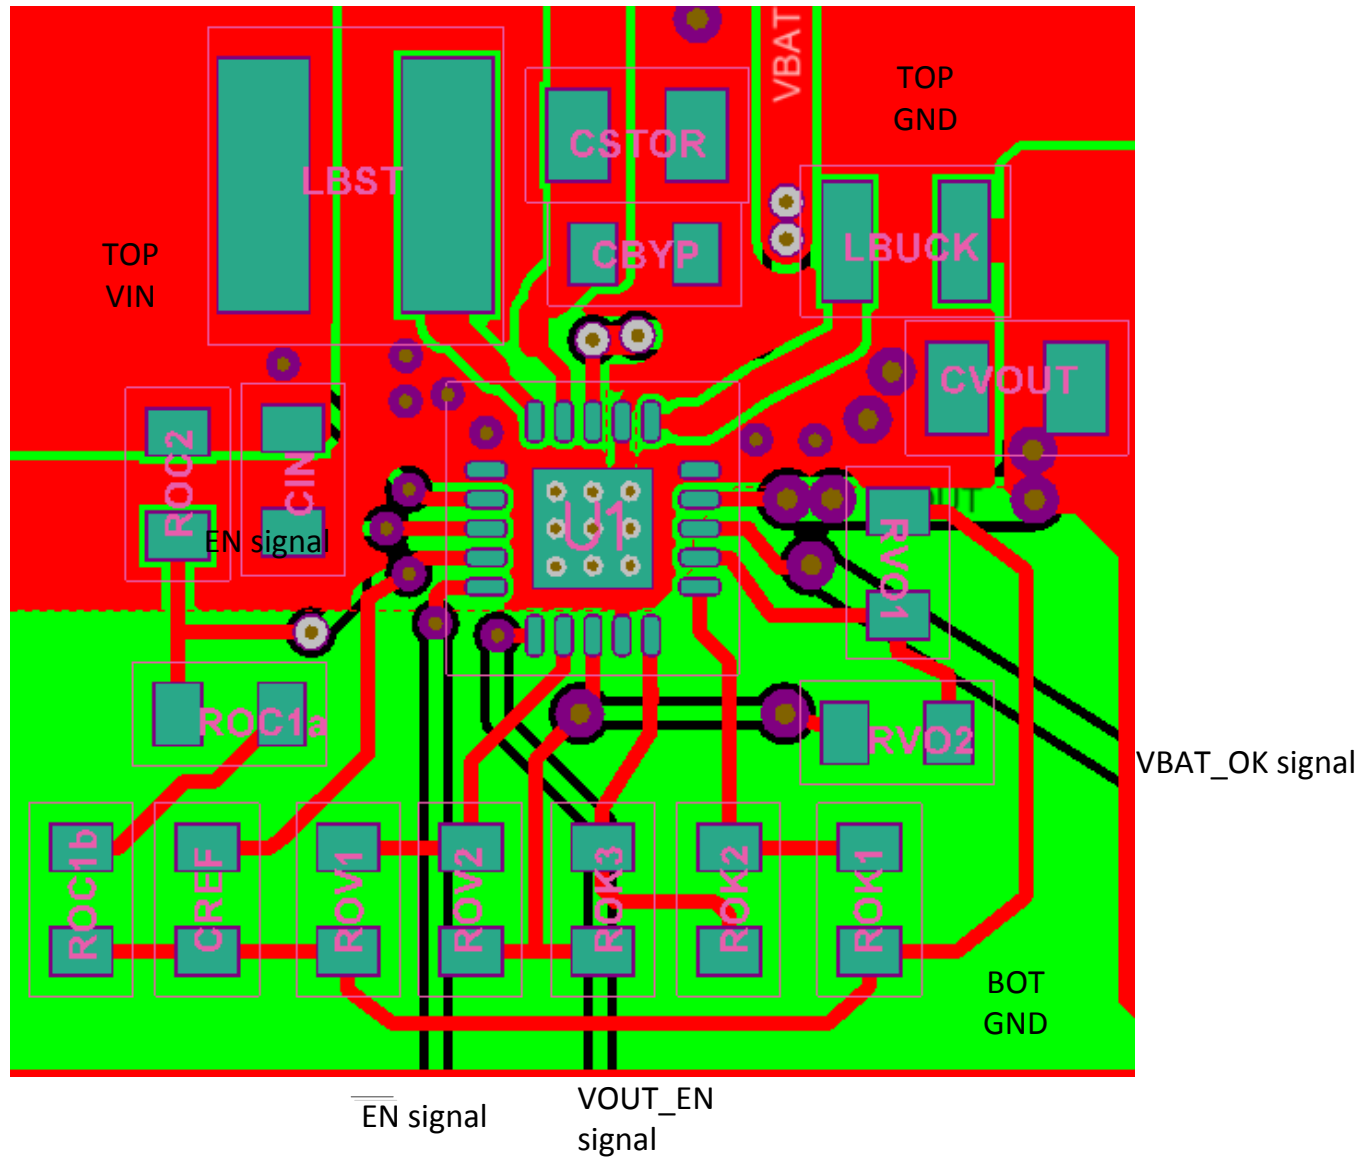 VBAT
TOP
GND
CSTOR
LBST
CBYP
LBUCK
TOP
VIN
CVOUT
ROC2
CIN
EN signal
U1
RVO1
ROC1a
RVO2
VBAT_OK signal
ROC1b
CREF
ROV1
ROV2
ROK3
ROK2
ROK1
BOT
GND
EN signal
VOUT_EN
signal